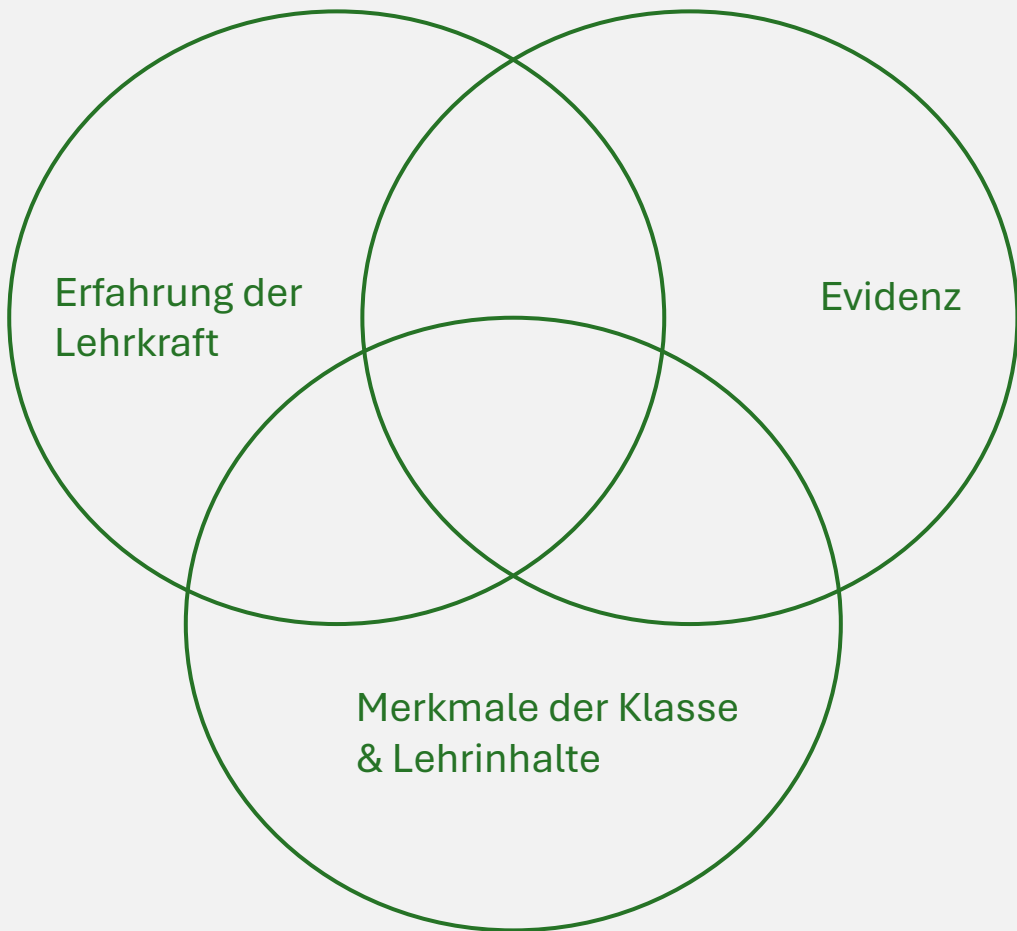 Erfahrung der
Lehrkraft
Evidenz
Merkmale der Klasse
& Lehrinhalte